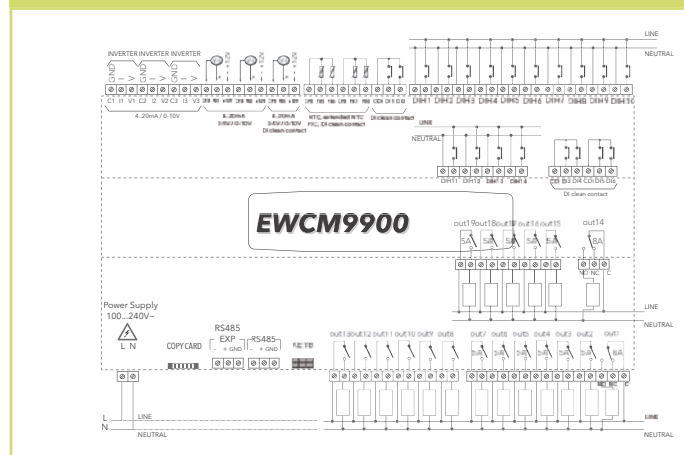 LINE
NEUTRAL
INVERTER INVERTER INVERTER
GND I V GND I V GND I V
+12V +12V +12V
C1 I1 V1 C2 I2 V2 C3 I3 V3
DIH1 DIH2 DIH3 DIH4 DIH5 DIH6 DIH7 DIH8 DIH9 DIH10
4..20mA / 0-10V
4..20mA
0-5V / 0-10V
4..20mA
0-5V / 0-10V
DI clean contact
NTC, extended NTC
PTC, DI clean contact
DI clean contact
LINE
NEUTRAL
DIH11 DIH12 DIH13 DIH14
DI3 DI4 DI5 DI6
DI clean contact
EWCM9900
out19 out18 out17 out16 out15
out14
5A 5A 5A 5A 5A
8A
NO NC C
LINE
NEUTRAL
Power Supply
100...240V~
L N
COPY CARD
RS485
EXP
- + GND
RS485
- + GND
out13 out12 out11 out10 out9 out8
out7 out6 out5 out4 out3 out2 out1
5A 5A 5A 5A 5A 5A 8A
NO NC C
L
LINE
N
NEUTRAL
LINE
NEUTRAL